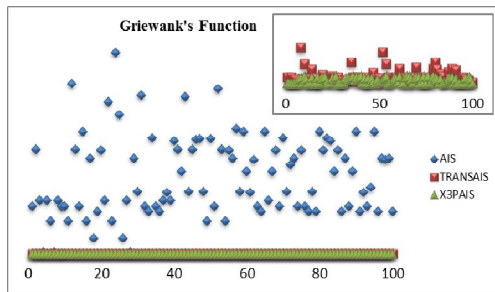 Griewank's Function
0 50 100
AIS
TRANSAIS
X3PAIS
0 20 40 60 80 100